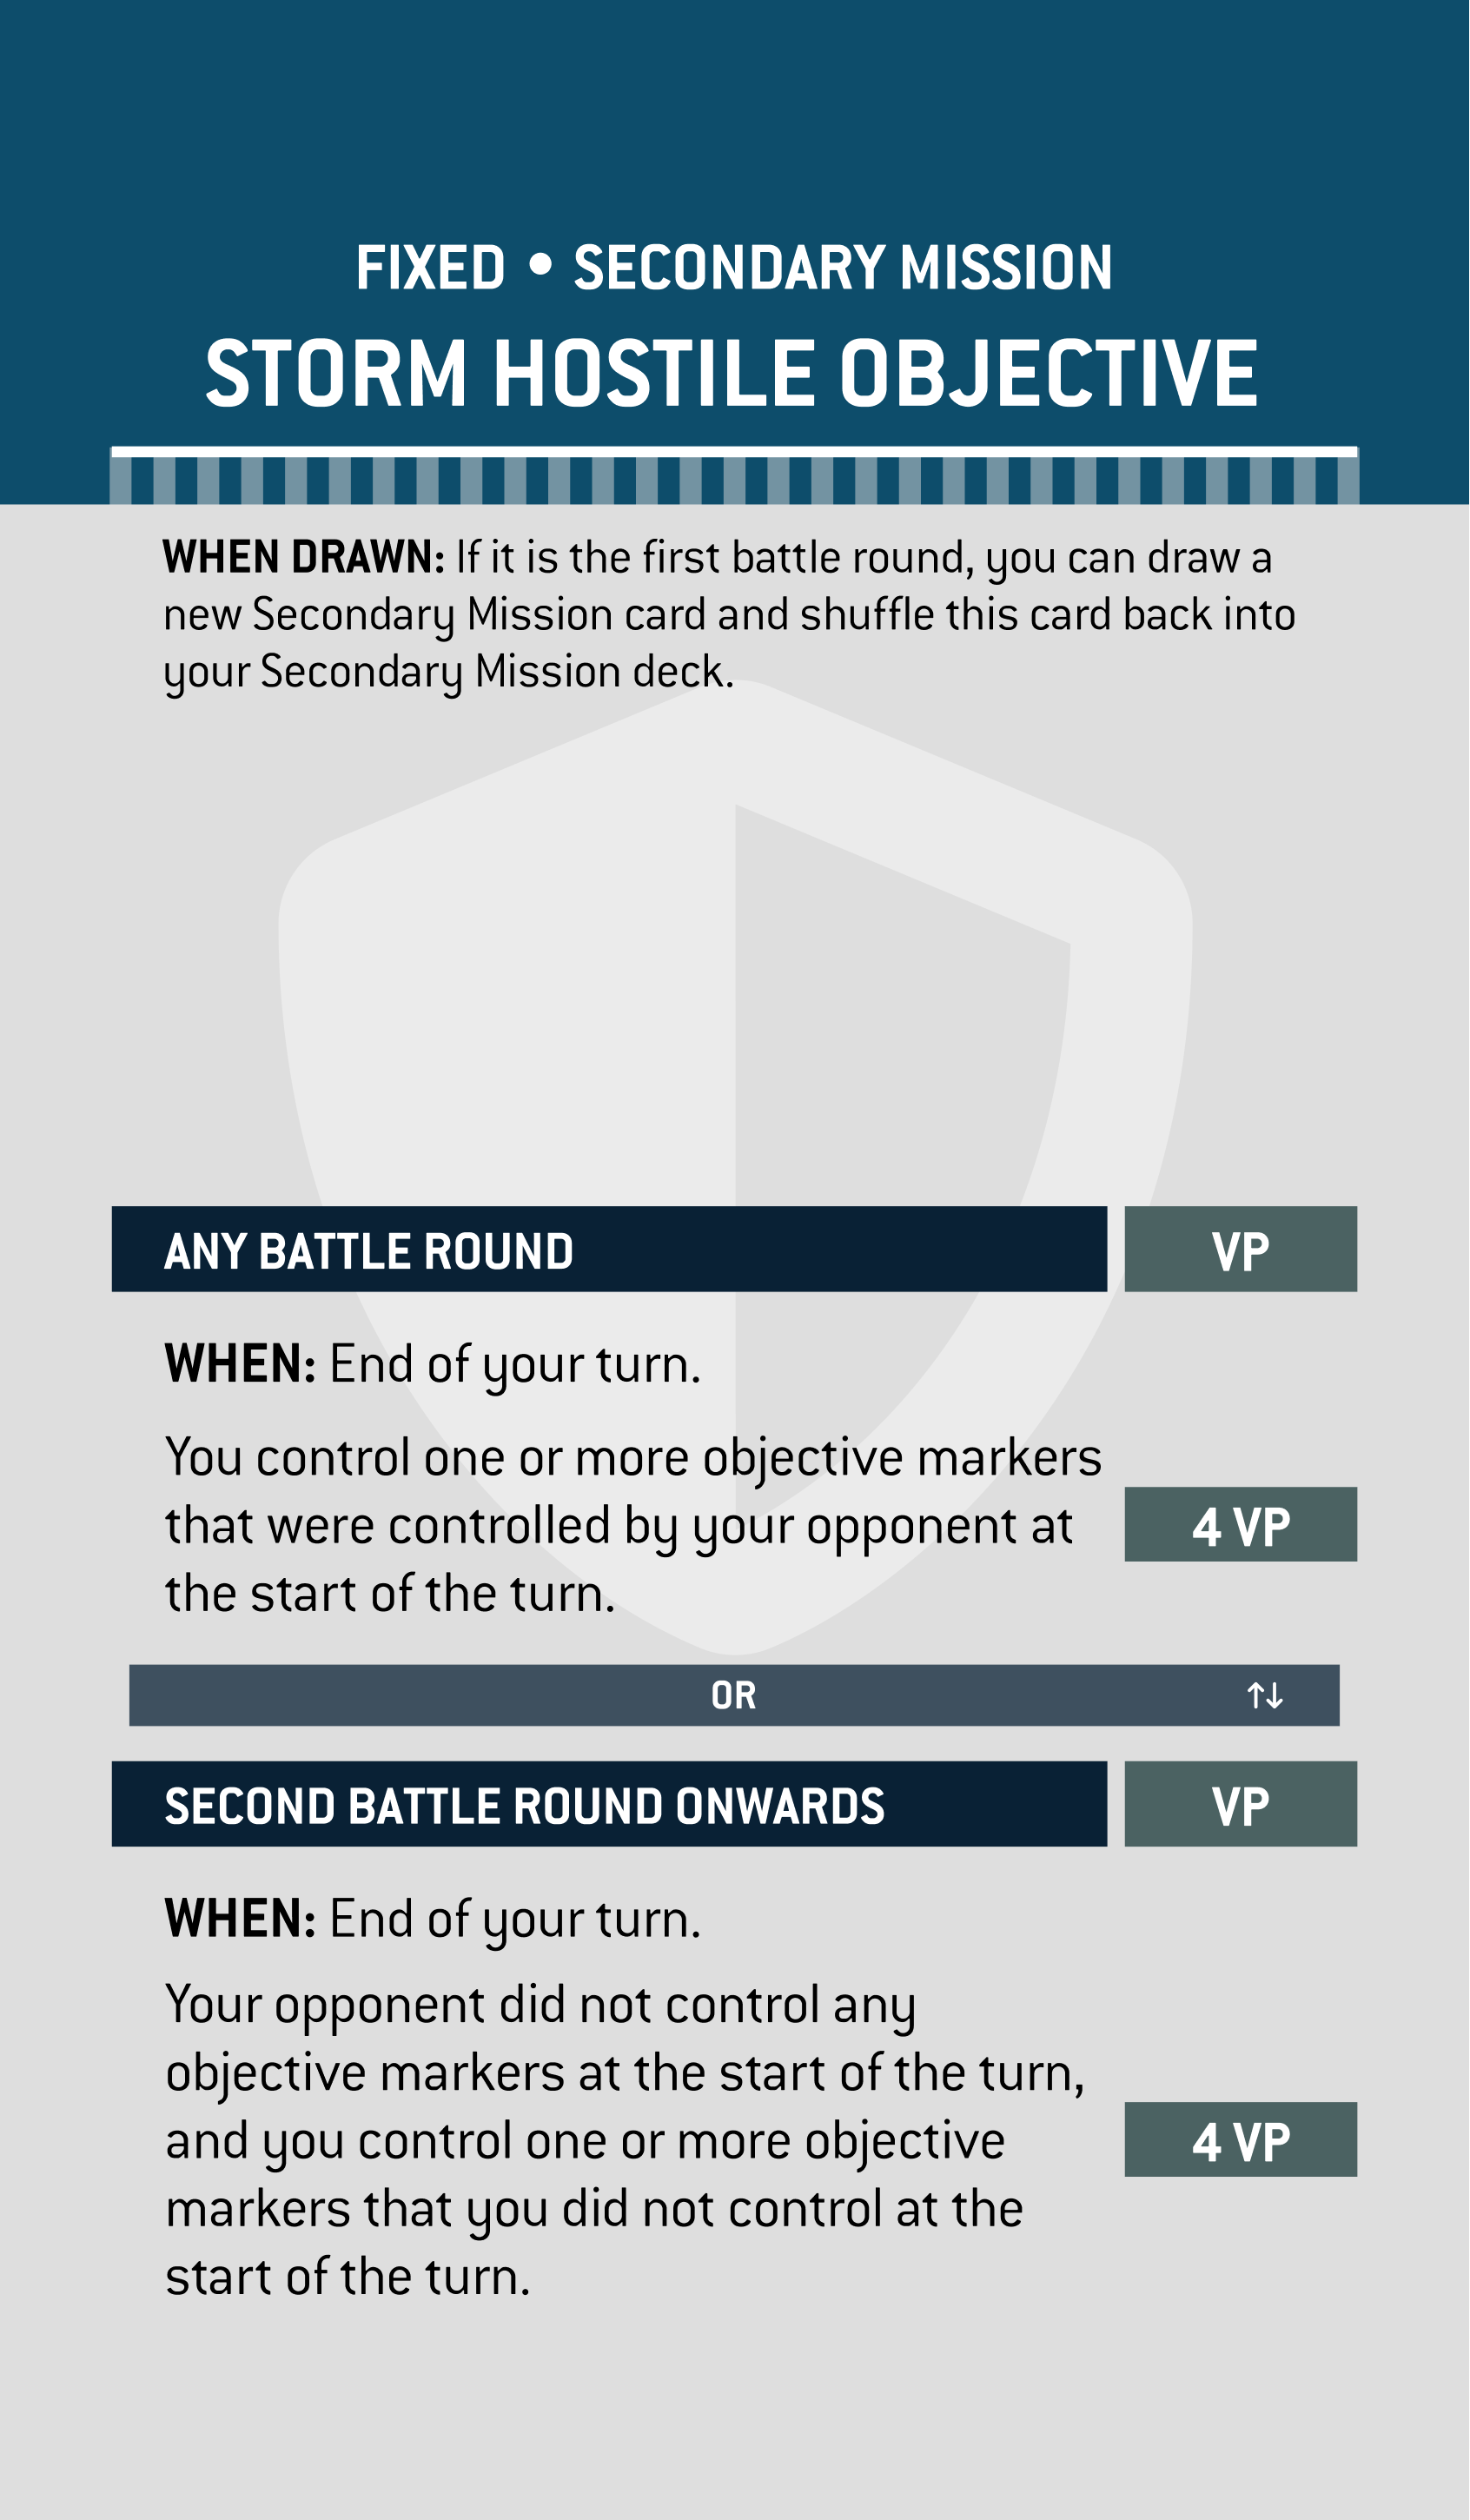 FIXED • SECONDARY MISSION
STORM HOSTILE OBJECTIVE
WHEN DRAWN: If it is the first battle round, you can draw a
new Secondary Mission card and shuffle this card back into
your Secondary Mission deck.
ANY BATTLE ROUND VP
WHEN: End of your turn.
You control one or more objective markers
that were controlled by your opponent at
the start of the turn.
4 VP
OR
SECOND BATTLE ROUND ONWARDS VP
WHEN: End of your turn.
Your opponent did not control any
objective markers at the start of the turn,
and you control one or more objective
markers that you did not control at the
start of the turn.
4 VP